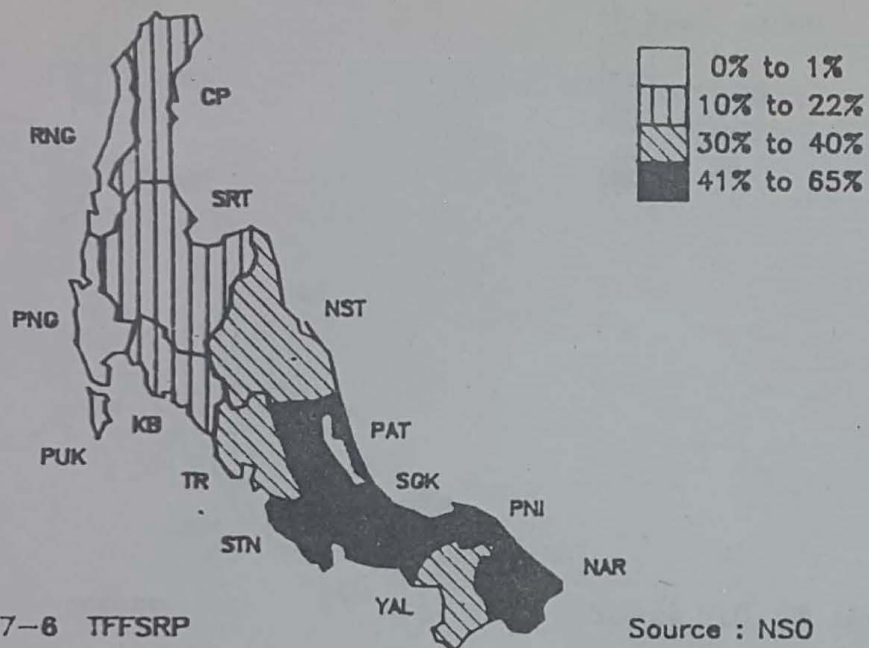 0% to 1%
10% to 22%
30% to 40%
41% to 65%
CP
RNG
SRT
NST
PNG
KB
PAT
PUK
TR
SGK
PNI
STN
NAR
YAL
7-6 TFFSRP
Source : NSO